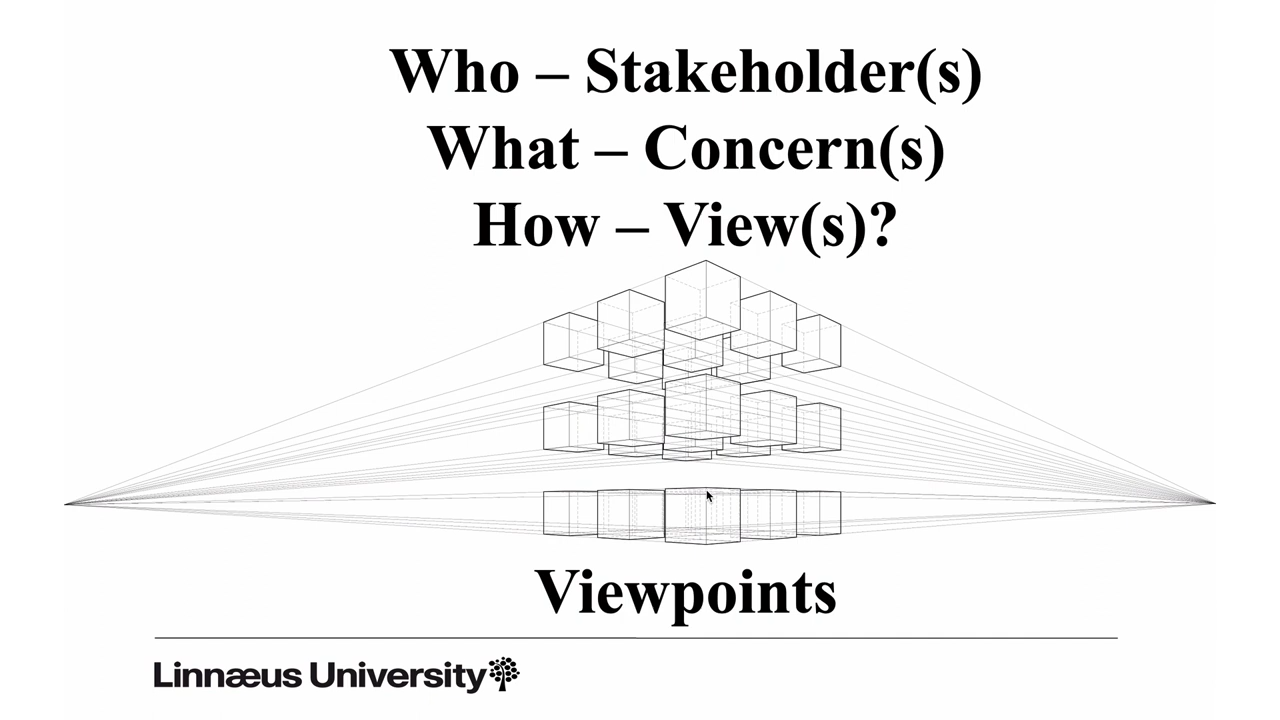 Who – Stakeholder(s)
What – Concern(s)
How – View(s)?
Viewpoints
Linnæus University